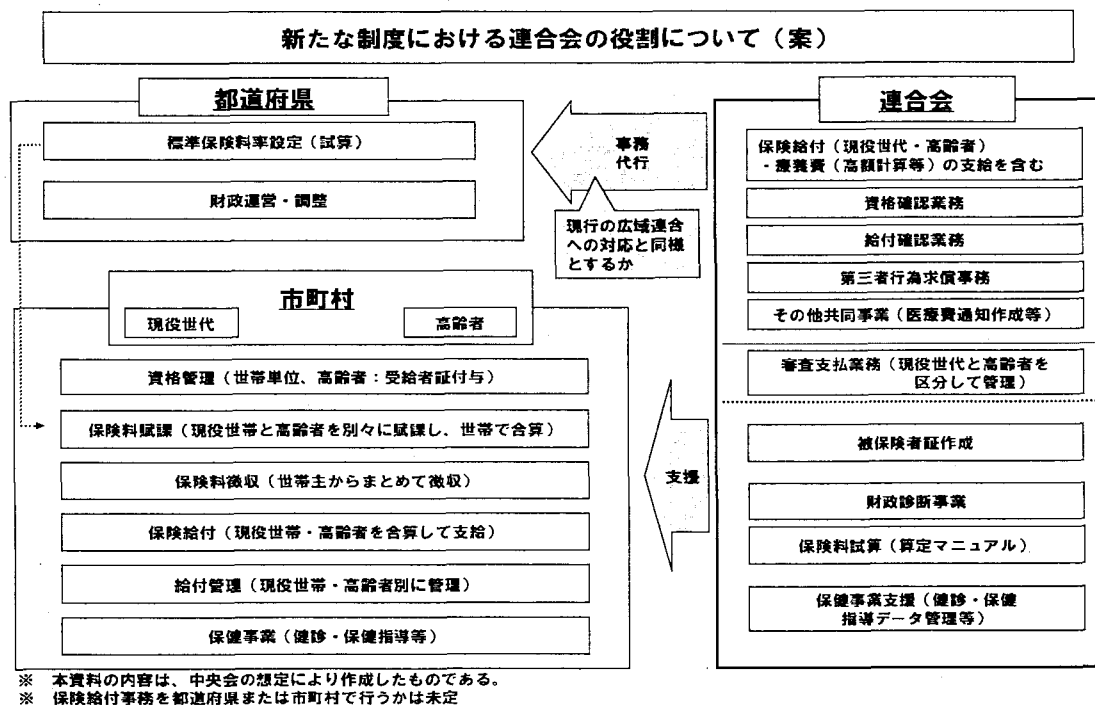 新たな制度における連合会の役割について（案）
都道府県
標準保険料率設定（試算）
財政運営・調整
事務
代行
現行の広域連合
への対応と同様
とするか
市町村
現役世代
高齢者
資格管理（世帯単位、高齢者：受給者証付与）
保険料賦課（現役世帯と高齢者を別々に賦課し、世帯で合算）
保険料徴収（世帯主からまとめて徴収）
保険給付（現役世帯・高齢者を合算して支給）
給付管理（現役世帯・高齢者別に管理）
保健事業（健診・保健指導等）
支援
連合会
保険給付（現役世代・高齢者）
- 療養費（高額計算等）の支給を含む
資格確認業務
給付確認業務
第三者行為求償事務
その他共同事業（医療費通知作成等）
審査支払業務（現役世代と高齢者を
区分して管理）
被保険者証作成
財政診断事業
保険料試算（算定マニュアル）
保健事業支援（健診・保健
指導データ管理等）
※　本資料の内容は、中央会の想定により作成したものである。
※　保険給付事務を都道府県または市町村で行うかは未定